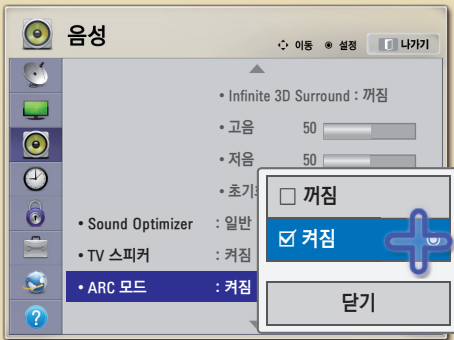 음성
이동 설정 나가기
• Infinite 3D Surround : 꺼짐
• 고음 50
• 저음 50
• 초기
• Sound Optimizer : 일반
• TV 스피커 : 켜짐
• ARC 모드 : 켜짐
꺼짐
켜짐
닫기
?